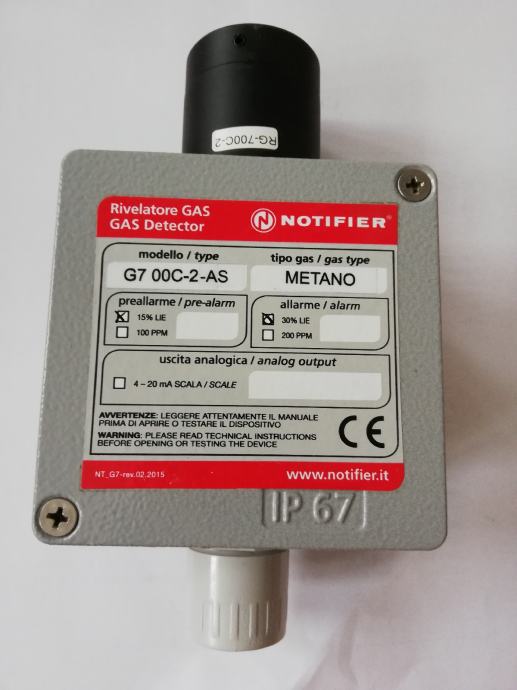 RG-700C-2
Rivelatore GAS
GAS Detector
N NOTIFIER®
modello / type
tipo gas / gas type
G7 00C-2-AS
METANO
preallarme / pre-alarm
allarme / alarm
X 15% LIE
X 30% LIE
100 PPM
200 PPM
uscita analogica / analog output
4 – 20 mA SCALA / SCALE
AVVERTENZE: LEGGERE ATTENTAMENTE IL MANUALE
PRIMA DI APRIRE O TESTARE IL DISPOSITIVO
WARNING: PLEASE READ TECHNICAL INSTRUCTIONS
BEFORE OPENING OR TESTING THE DEVICE
CE
NT_G7-rev.02.2015
www.notifier.it
IP 67